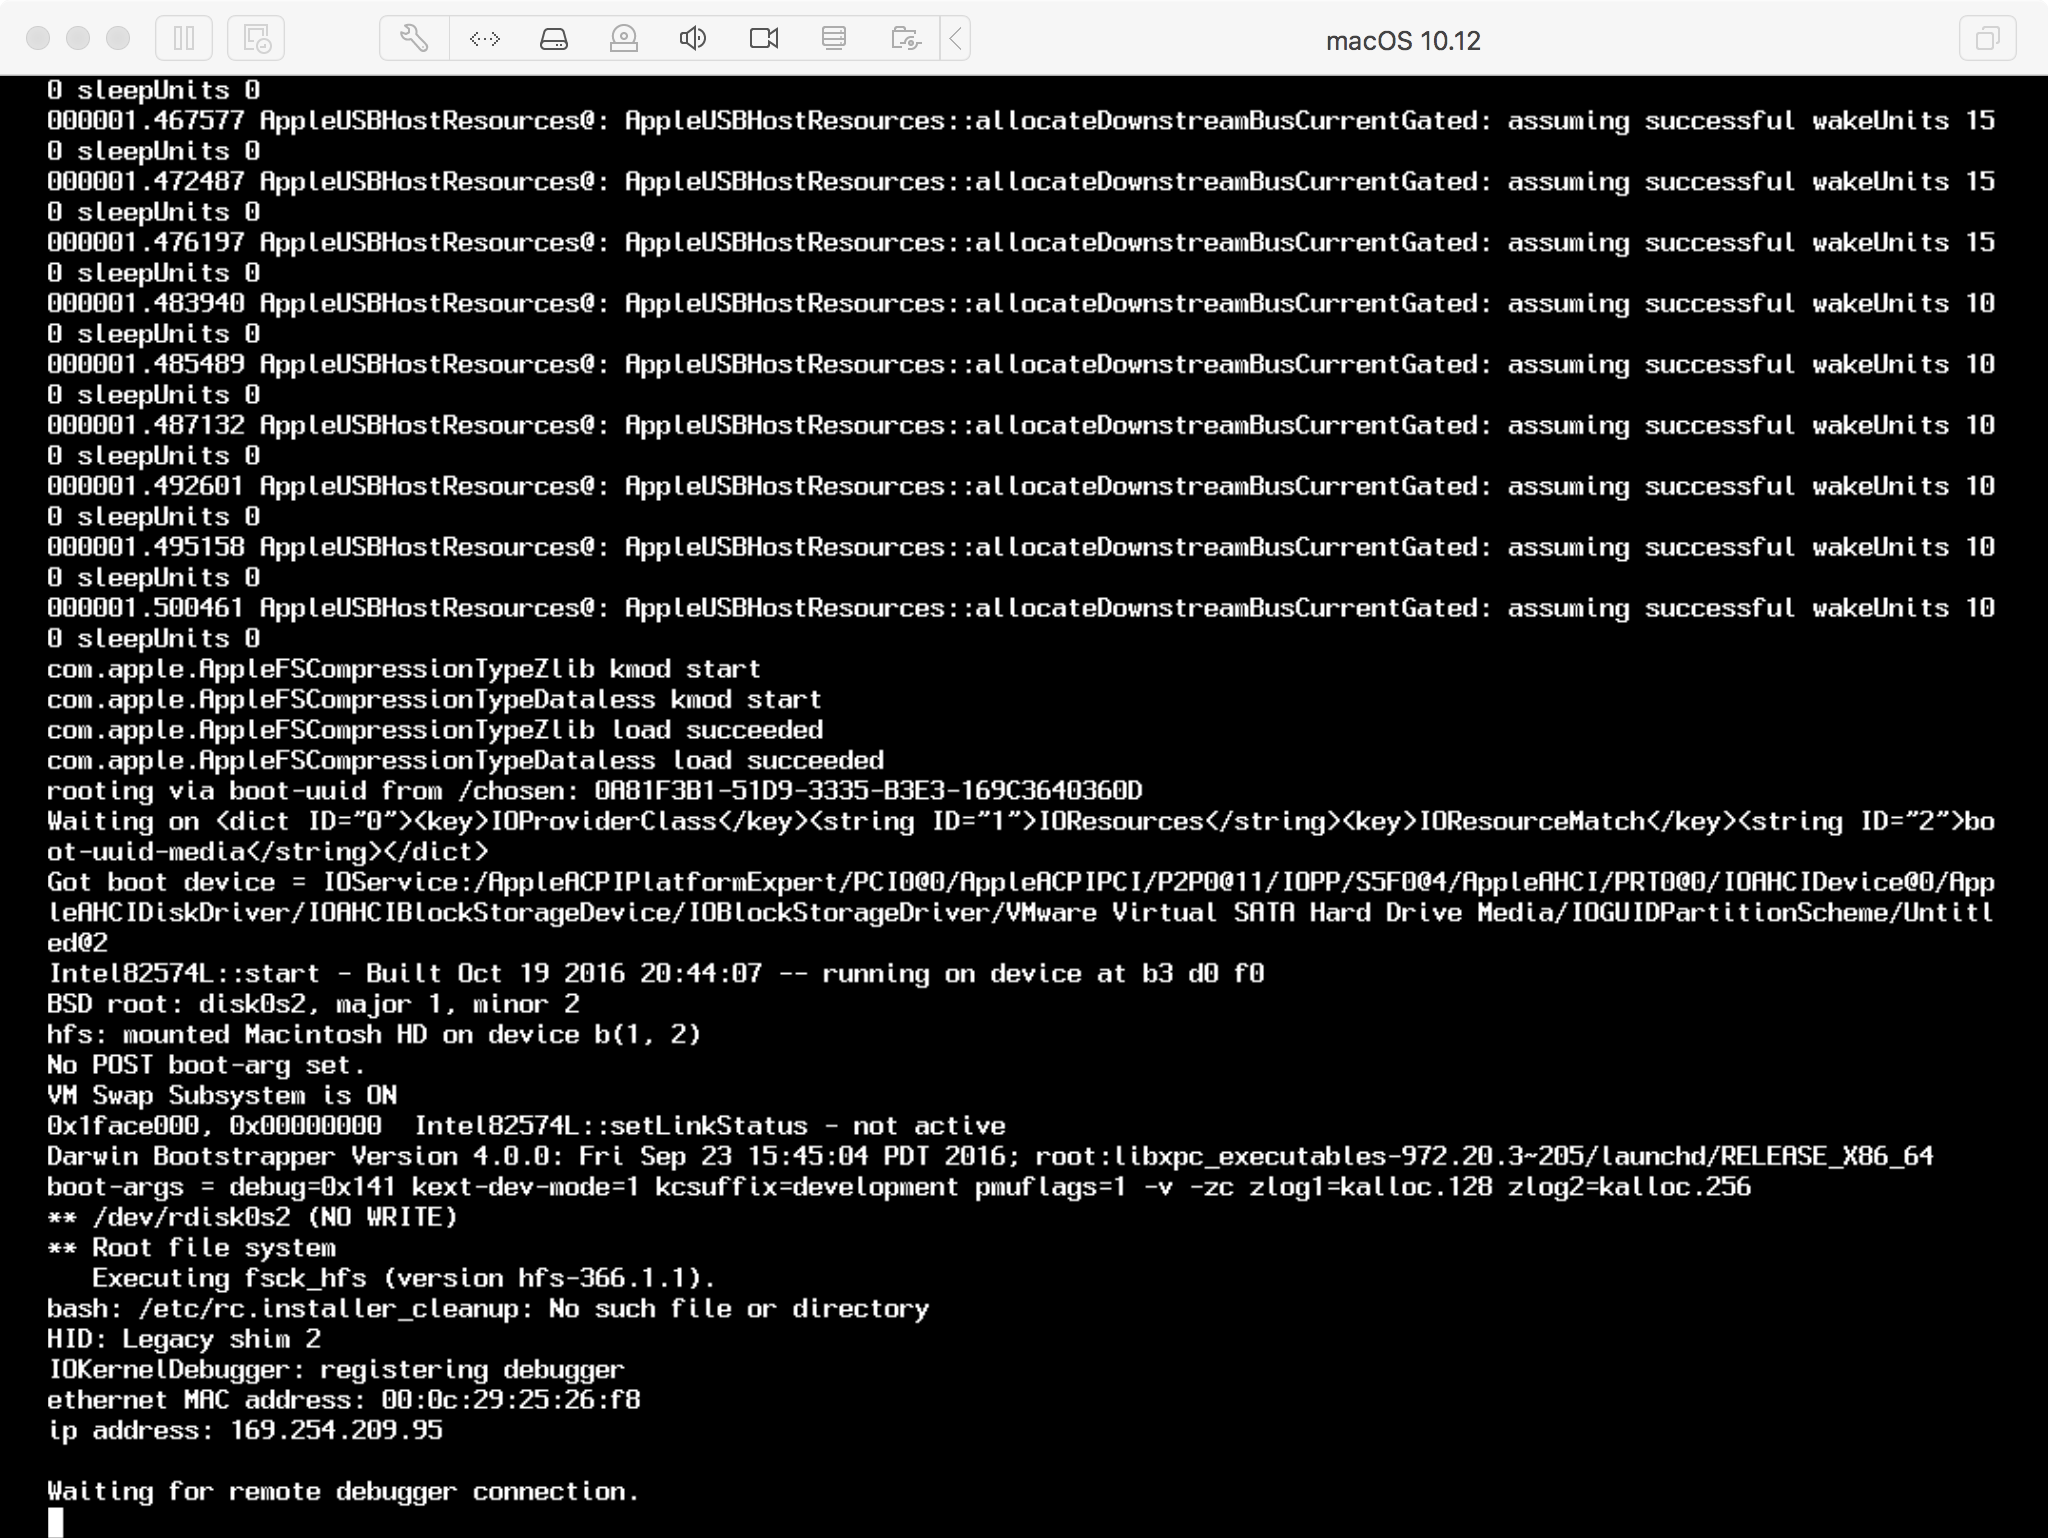 macOS 10.12
0 sleepUnits 0
000001.467577 AppleUSBHostResources@: AppleUSBHostResources::allocateDownstreamBusCurrentGated: assuming successful wakeUnits 15
0 sleepUnits 0
000001.472487 AppleUSBHostResources@: AppleUSBHostResources::allocateDownstreamBusCurrentGated: assuming successful wakeUnits 15
0 sleepUnits 0
000001.476197 AppleUSBHostResources@: AppleUSBHostResources::allocateDownstreamBusCurrentGated: assuming successful wakeUnits 15
0 sleepUnits 0
000001.483940 AppleUSBHostResources@: AppleUSBHostResources::allocateDownstreamBusCurrentGated: assuming successful wakeUnits 10
0 sleepUnits 0
000001.485489 AppleUSBHostResources@: AppleUSBHostResources::allocateDownstreamBusCurrentGated: assuming successful wakeUnits 10
0 sleepUnits 0
000001.487132 AppleUSBHostResources@: AppleUSBHostResources::allocateDownstreamBusCurrentGated: assuming successful wakeUnits 10
0 sleepUnits 0
000001.492601 AppleUSBHostResources@: AppleUSBHostResources::allocateDownstreamBusCurrentGated: assuming successful wakeUnits 10
0 sleepUnits 0
000001.495158 AppleUSBHostResources@: AppleUSBHostResources::allocateDownstreamBusCurrentGated: assuming successful wakeUnits 10
0 sleepUnits 0
000001.500461 AppleUSBHostResources@: AppleUSBHostResources::allocateDownstreamBusCurrentGated: assuming successful wakeUnits 10
0 sleepUnits 0
com.apple.AppleFSCompressionTypeZlib kmod start
com.apple.AppleFSCompressionTypeDataless kmod start
com.apple.AppleFSCompressionTypeZlib load succeeded
com.apple.AppleFSCompressionTypeDataless load succeeded
rooting via boot-uuid from /chosen: 0A81F3B1-51D9-3335-B3E3-169C3640360D
Waiting on <dict ID="0"><key>IOProviderClass</key><string ID="1">IOResources</string><key>IOResourceMatch</key><string ID="2">bo
ot-uuid-media</string></dict>
Got boot device = IOService:/AppleACPIPlatformExpert/PCI0@0/AppleACPIPCI/P2P0@11/IOPP/S5F0@4/AppleAHCI/PRT0@0/IOAHCIDevice@0/App
leAHCIDiskDriver/IOAHCIBlockStorageDevice/IOBlockStorageDriver/VMware Virtual SATA Hard Drive Media/IOGUIDPartitionScheme/Untitl
ed@2
Intel82574L::start - Built Oct 19 2016 20:44:07 -- running on device at b3 d0 f0
BSD root: disk0s2, major 1, minor 2
hfs: mounted Macintosh HD on device b(1, 2)
No POST boot-arg set.
VM Swap Subsystem is ON
0x1face000, 0x00000000  Intel82574L::setLinkStatus - not active
Darwin Bootstrapper Version 4.0.0: Fri Sep 23 15:45:04 PDT 2016; root:libxpc_executables-972.20.3~205/launchd/RELEASE_X86_64
boot-args = debug=0x141 kext-dev-mode=1 kcsuffix=development pmuflags=1 -v -zc zlog1=kalloc.128 zlog2=kalloc.256
** /dev/rdisk0s2 (NO WRITE)
** Root file system
   Executing fsck_hfs (version hfs-366.1.1).
bash: /etc/rc.installer_cleanup: No such file or directory
HID: Legacy shim 2
IOKernelDebugger: registering debugger
ethernet MAC address: 00:0c:29:25:26:f8
ip address: 169.254.209.95
Waiting for remote debugger connection.